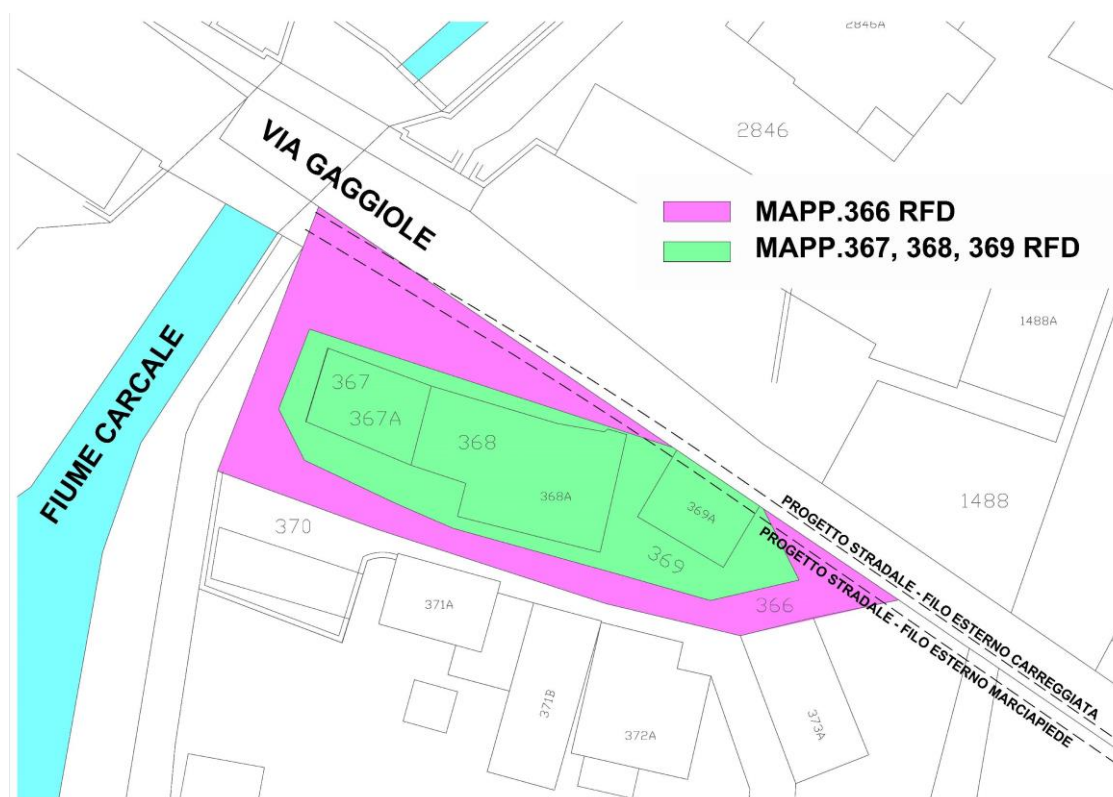 2846A
2846
VIA GAGGIOLE
MAPP.366 RFD
MAPP.367, 368, 369 RFD
1488A
FIUME CARCALE
367
367A
368
368A
369A
369
1488
370
366
371A
371B
372A
373A
PROGETTO STRADALE - FILO ESTERNO CARREGGIATA
PROGETTO STRADALE - FILO ESTERNO MARCIAPIEDE